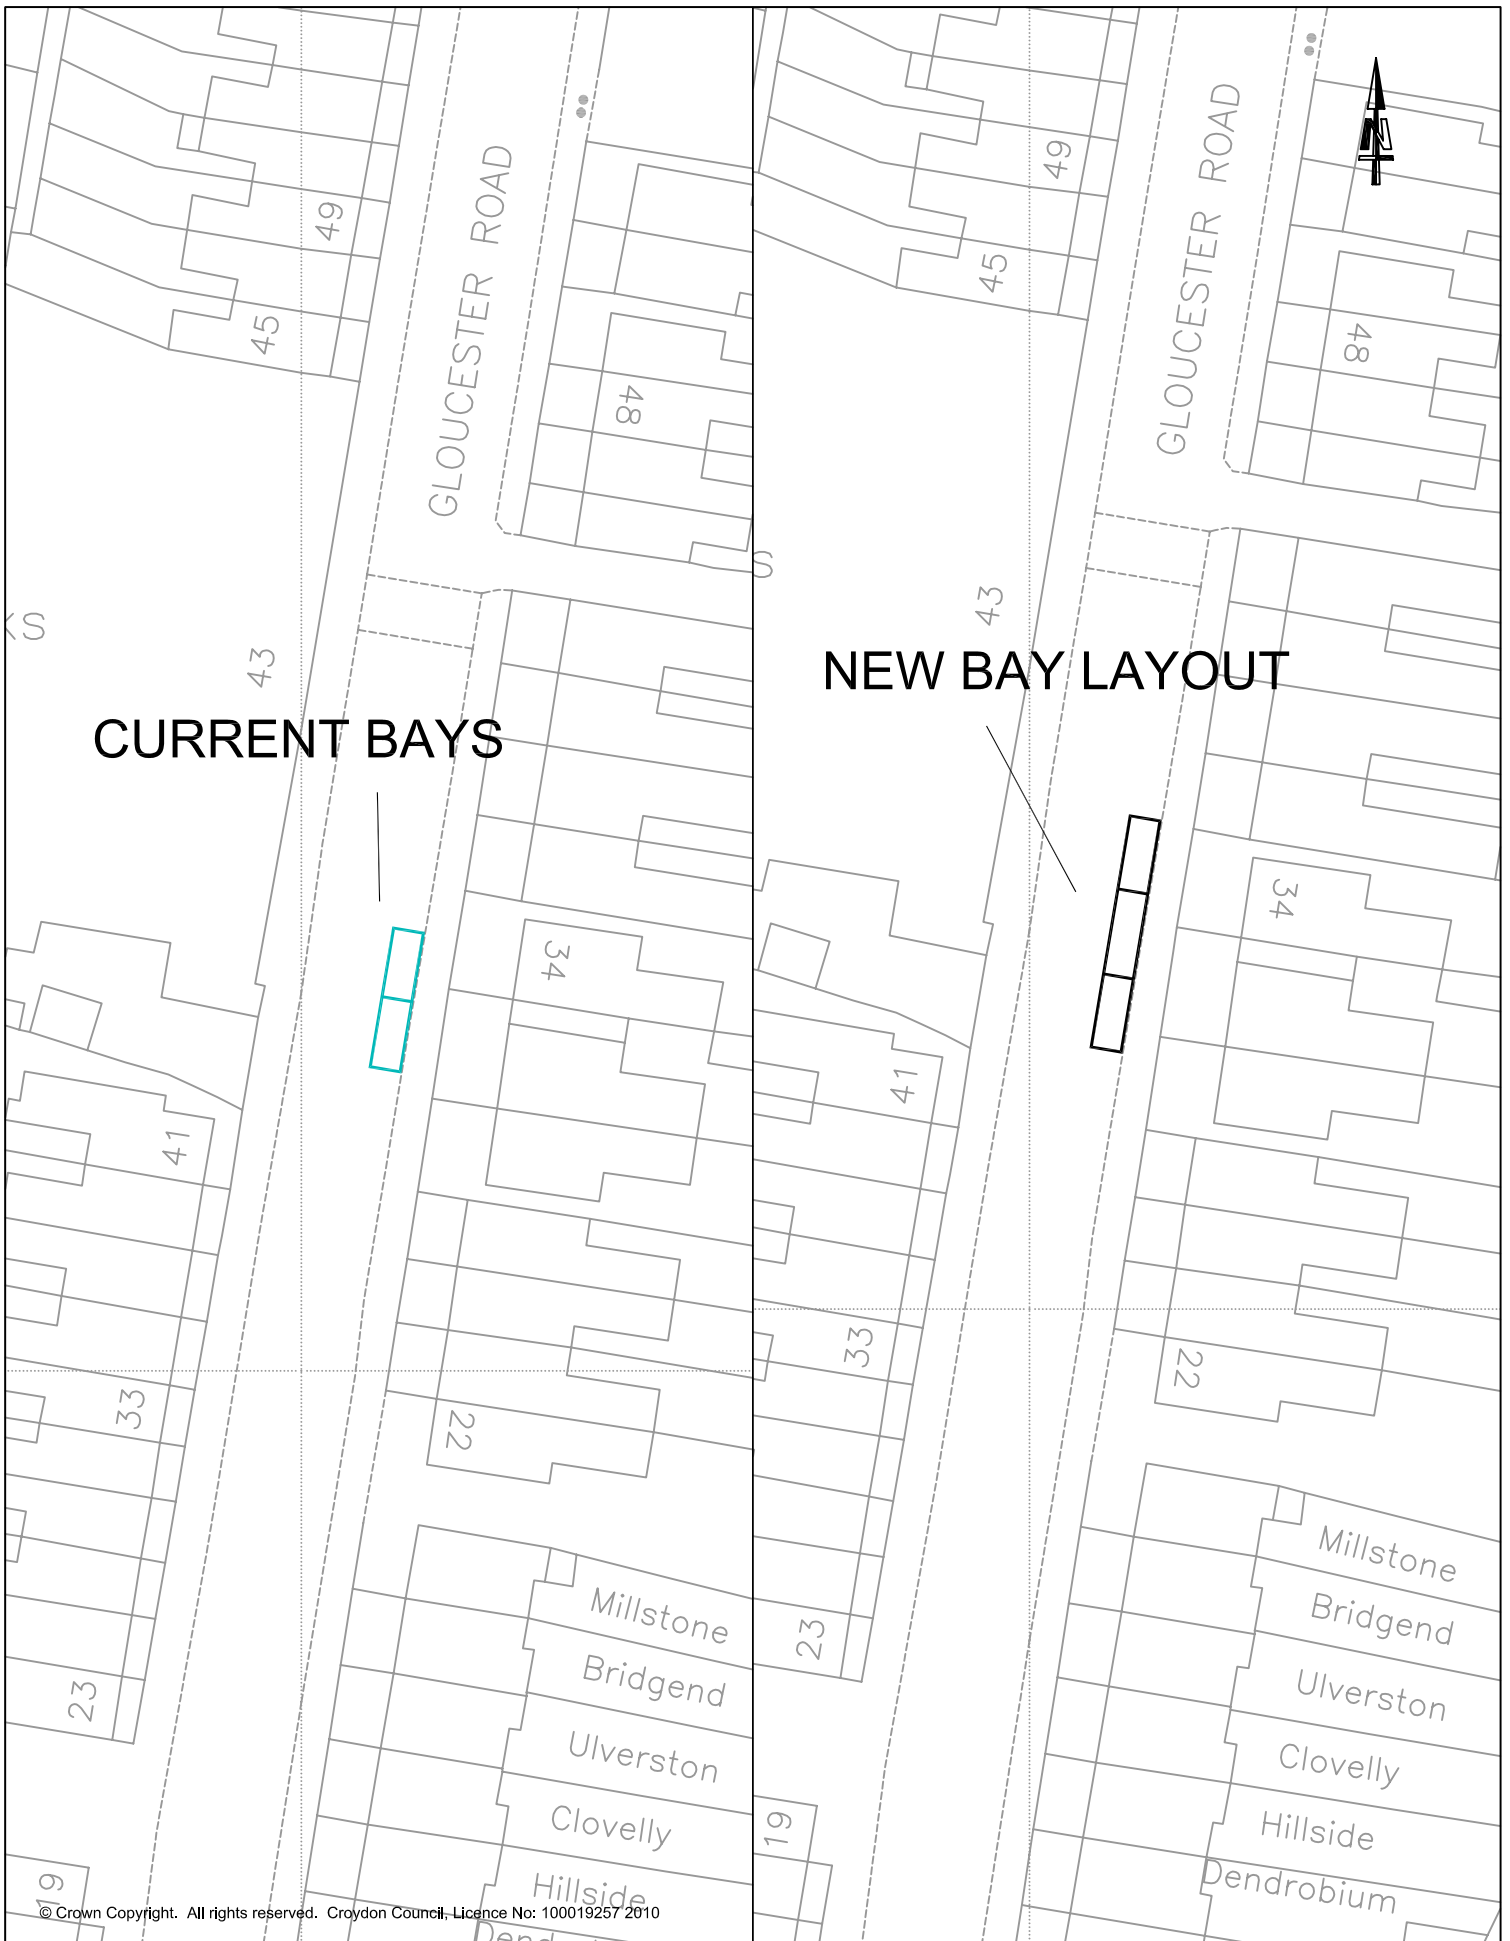 49
GLOUCESTER ROAD
45
48
KS
43
CURRENT BAYS
34
41
33
22
Millstone
Bridgend
23
Ulverston
Clovelly
Hillside
19
© Crown Copyright. All rights reserved. Croydon Council, Licence No: 100019257 2010
N
49
GLOUCESTER ROAD
45
48
S
43
NEW BAY LAYOUT
34
41
33
22
Millstone
Bridgend
23
Ulverston
Clovelly
19
Hillside
Dendrobium